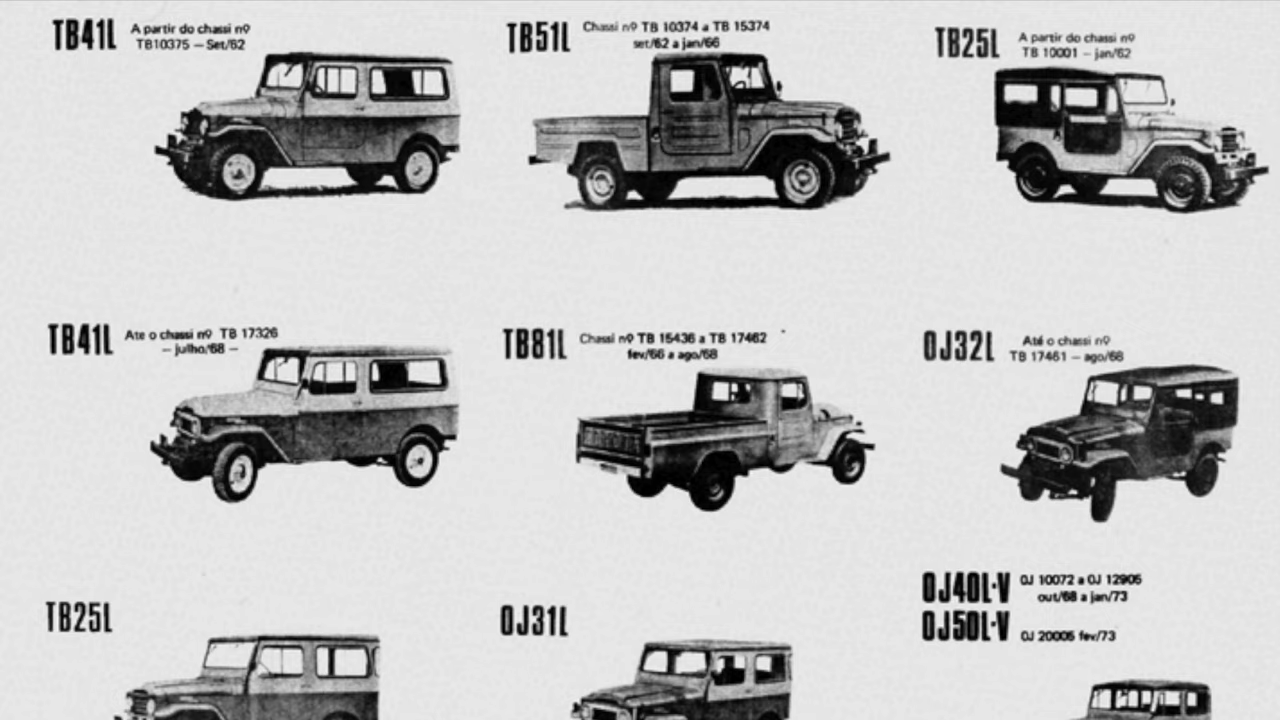 TB41L
A partir do chassi nº
TB10375 — Set/62
TB51L
Chassi nº TB 10374 a TB 15374
set/62 a jan/66
TB25L
A partir do chassi nº
TB 10001 — jan/62
TB41L
Ate o chassi nº TB 17326
— julho/68 —
TB81L
Chassi nº TB 15436 a TB 17462
fev/66 a ago/68
OJ32L
Até o chassi nº
TB 17461 — ago/68
TB25L
OJ31L
OJ40L·V
OJ 10072 a OJ 12905
out/68 a jan/73
OJ50L·V
OJ 20005 fev/73